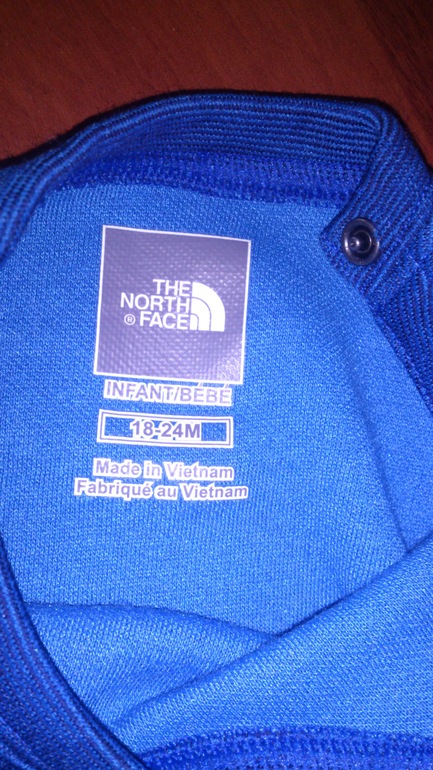 THE
NORTH
® FACE
INFANT/BÉBÉ
18-24M
Made in Vietnam
Fabriqué au Vietnam